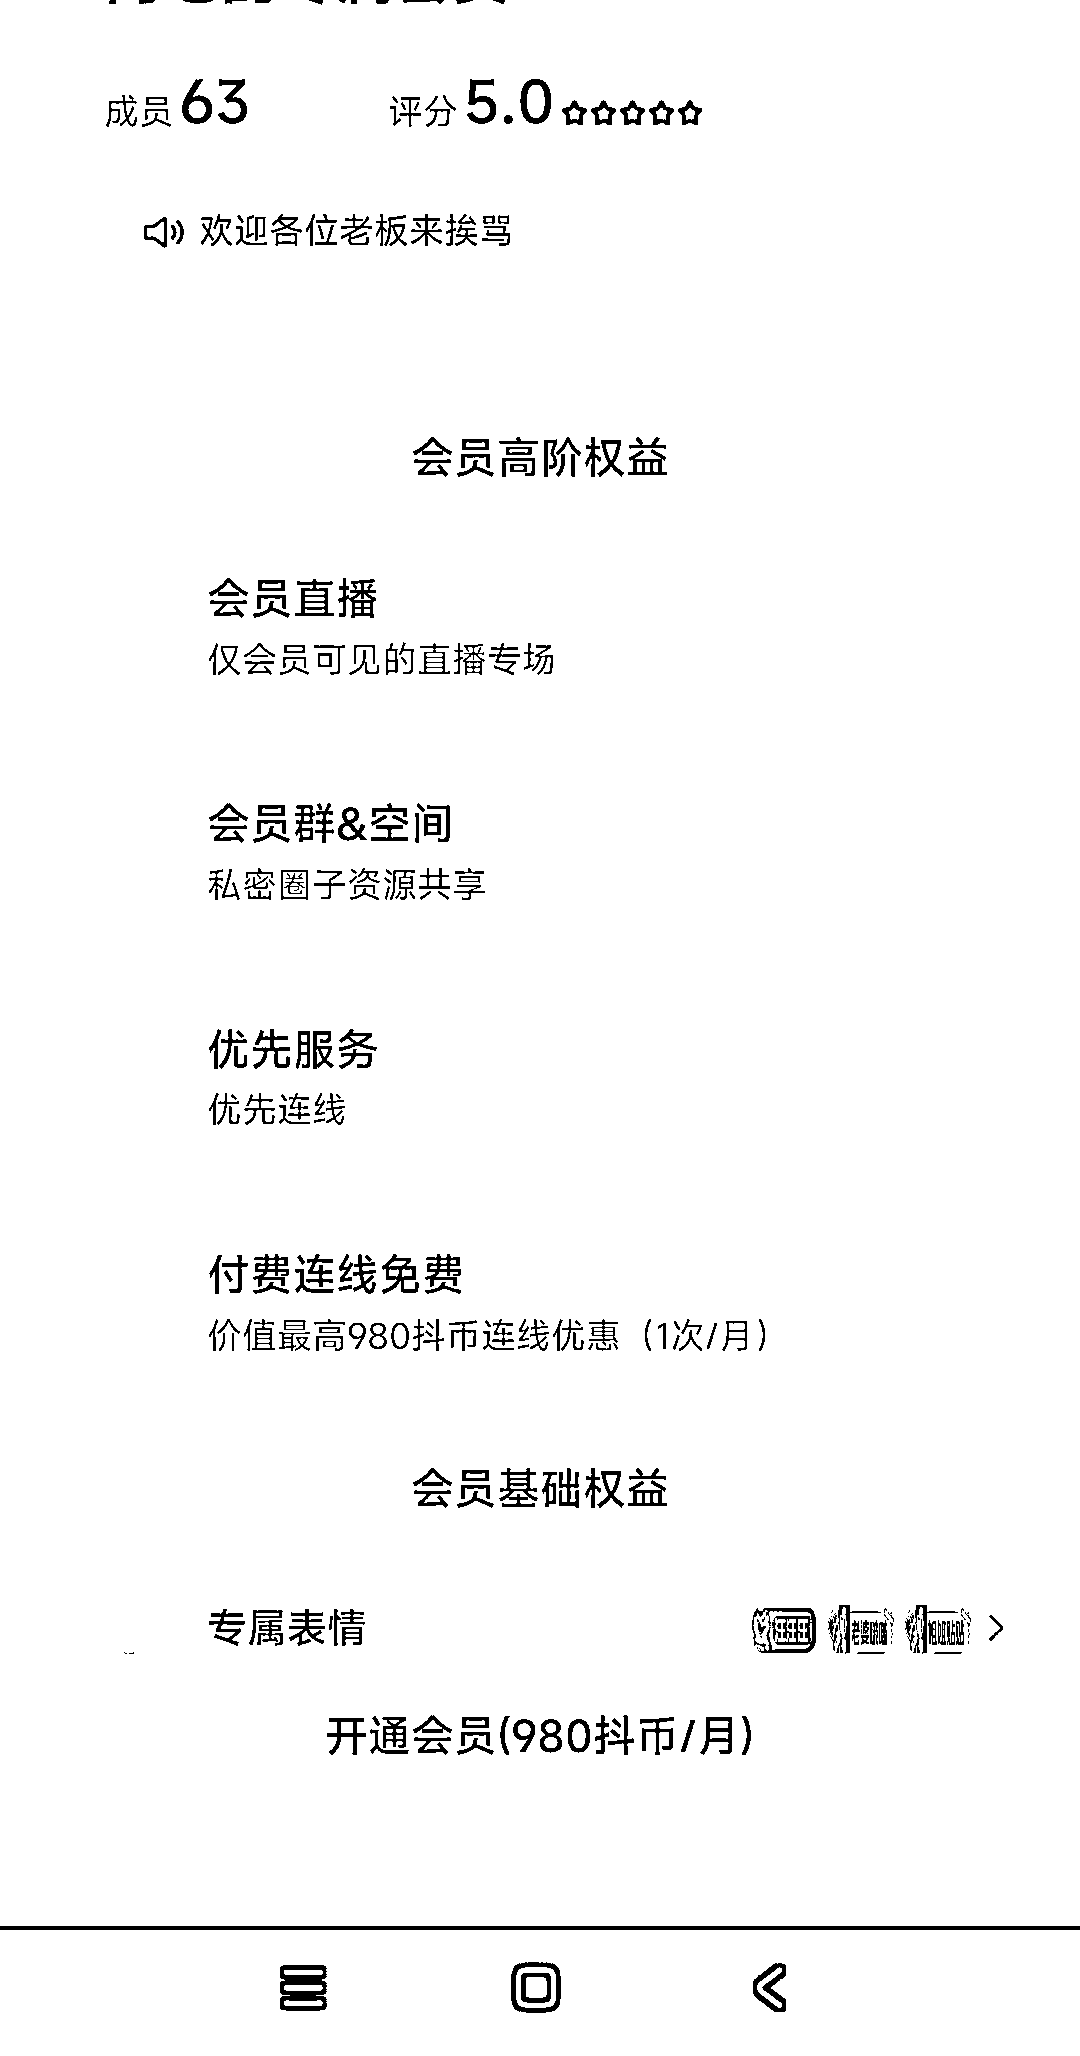 成员 63 评分 5.0
欢迎各位老板来挨骂
会员高阶权益
会员直播
仅会员可见的直播专场
会员群&空间
私密圈子资源共享
优先服务
优先连线
付费连线免费
价值最高980抖币连线优惠（1次/月）
会员基础权益
专属表情
开通会员(980抖币/月)